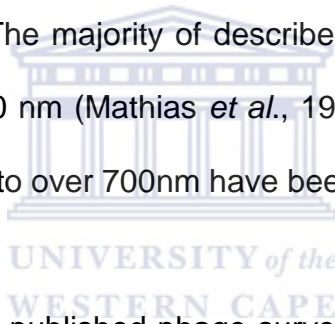 The majority of describe
0 nm (Mathias et al., 19
to over 700nm have bee
UNIVERSITY of the
published phage surve
WESTERN CAPE